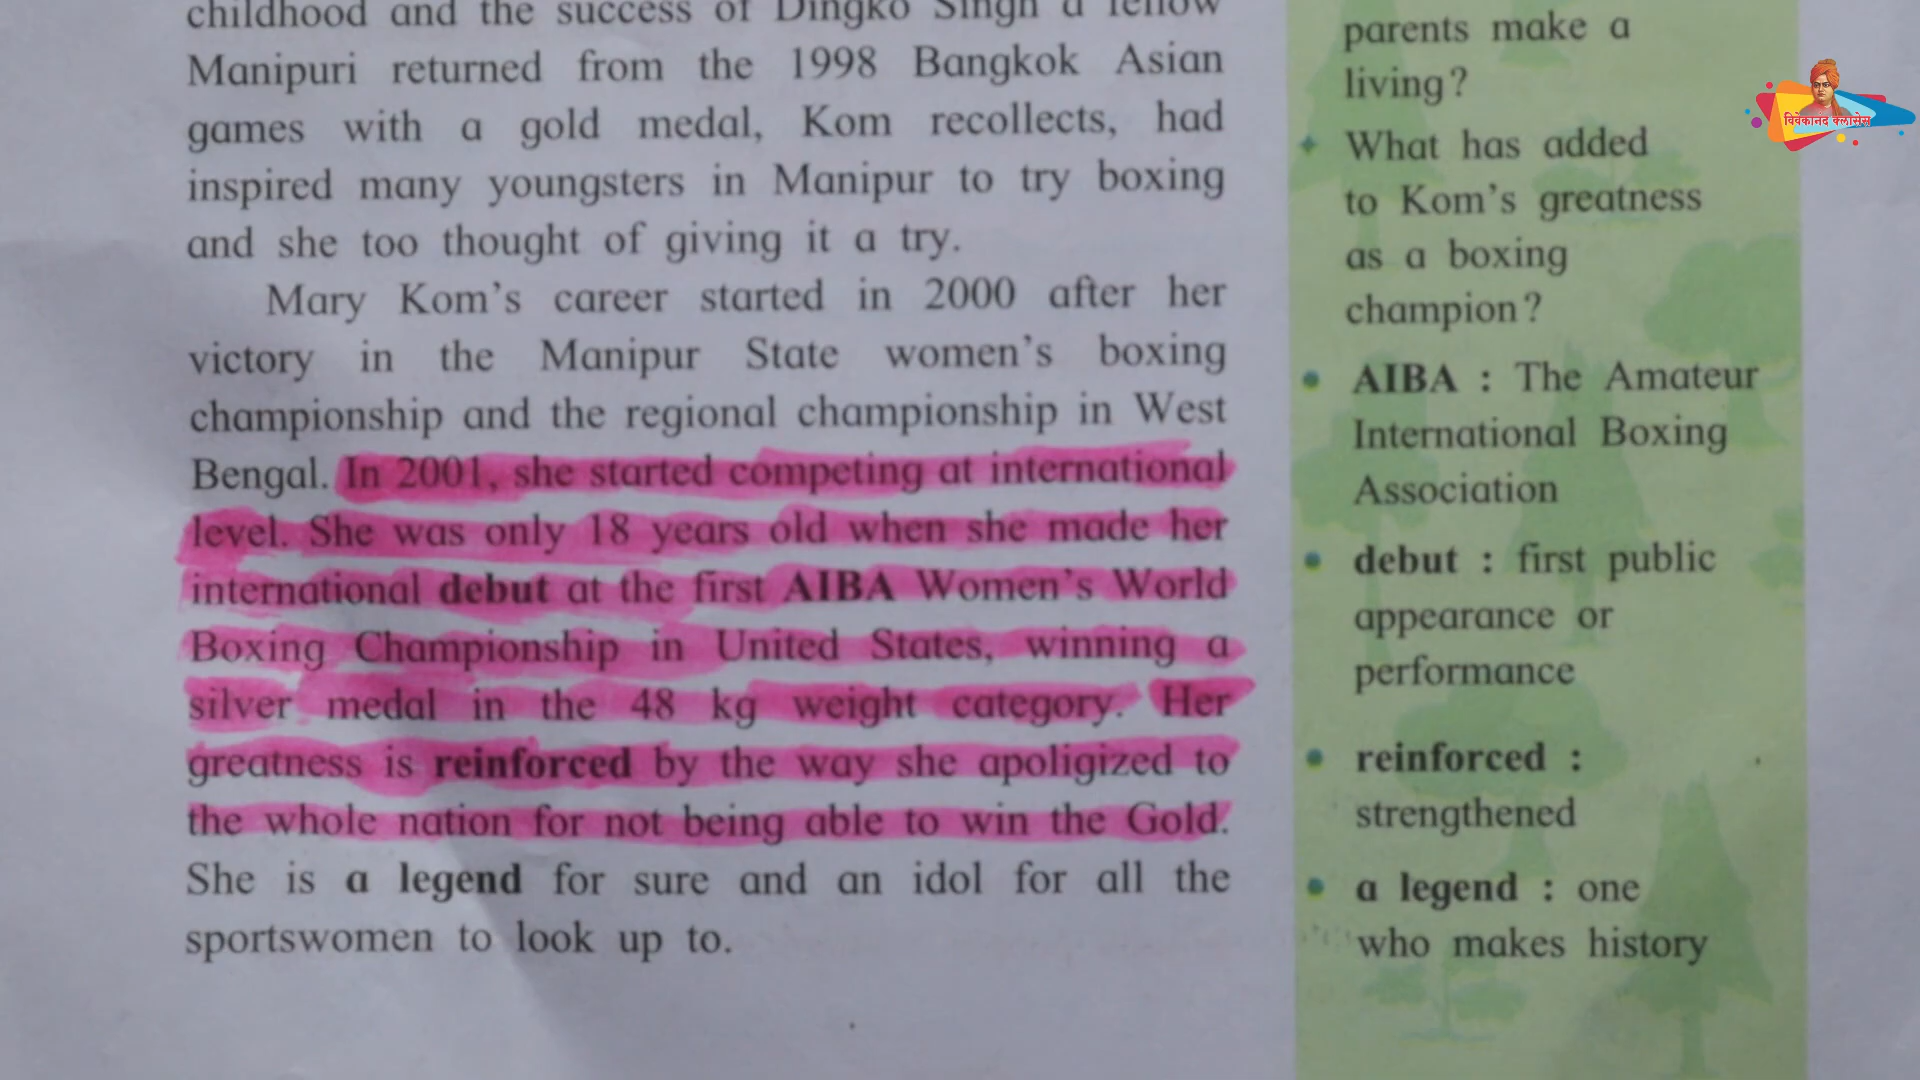 childhood and the success of Dingko Singh a fellow
Manipuri returned from the 1998 Bangkok Asian
games with a gold medal, Kom recollects, had
inspired many youngsters in Manipur to try boxing
and she too thought of giving it a try.
Mary Kom's career started in 2000 after her
victory in the Manipur State women's boxing
championship and the regional championship in West
Bengal. In 2001, she started competing at international
level. She was only 18 years old when she made her
international debut at the first AIBA Women's World
Boxing Championship in United States, winning a
silver medal in the 48 kg weight category. Her
greatness is reinforced by the way she apoligized to
the whole nation for not being able to win the Gold.
She is a legend for sure and an idol for all the
sportswomen to look up to.
parents make a
living?
What has added
to Kom's greatness
as a boxing
champion?
AIBA : The Amateur
International Boxing
Association
debut : first public
appearance or
performance
reinforced :
strengthened
a legend : one
who makes history
विवेकानंद क्लासेस